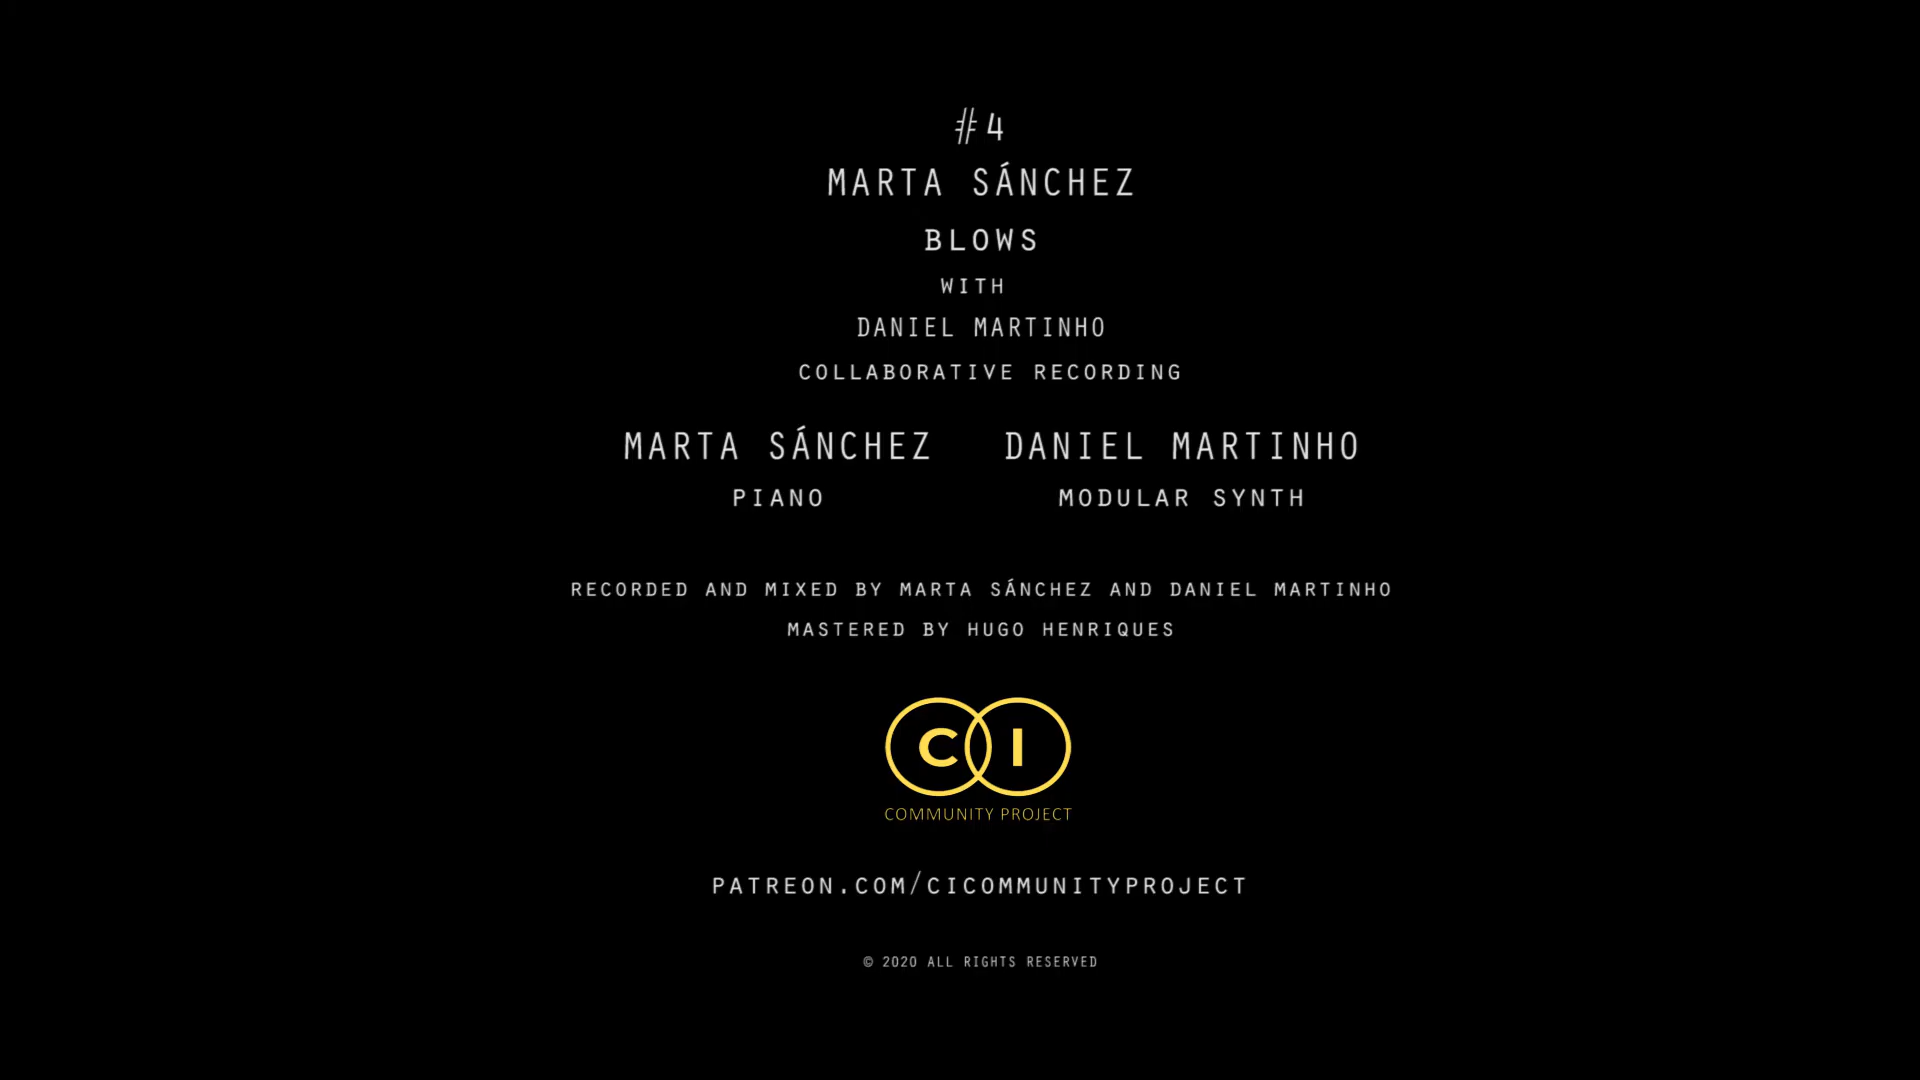 #4
MARTA SÁNCHEZ
BLOWS
WITH
DANIEL MARTINHO
COLLABORATIVE RECORDING
MARTA SÁNCHEZ DANIEL MARTINHO
PIANO MODULAR SYNTH
RECORDED AND MIXED BY MARTA SÁNCHEZ AND DANIEL MARTINHO
MASTERED BY HUGO HENRIQUES
C I
COMMUNITY PROJECT
PATREON.COM/CICOMMUNITYPROJECT
© 2020 ALL RIGHTS RESERVED